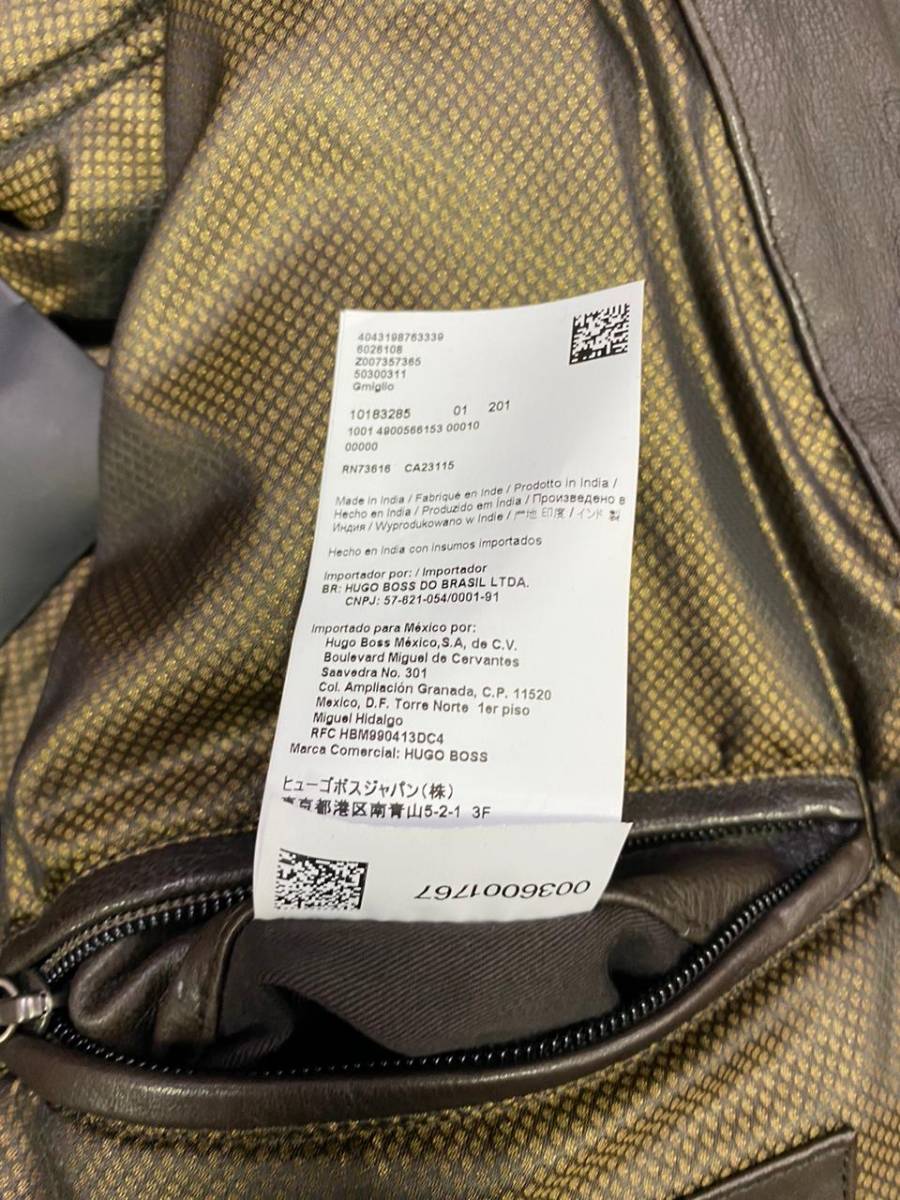 4043198763339
6026108
Z007357365
50300311
Gmiglio
10183285 01 201
1001 4900566153 00010
00000
RN73616 CA23115
Made in India / Fabriqué en Inde / Prodotto in India /
Hecho en India / Produzido em Índia / Произведено в
Индия / Wyprodukowano w Indie / 产地 印度 / インド 製
Hecho en India con insumos importados
Importador por: / Importador
BR: HUGO BOSS DO BRASIL LTDA.
CNPJ: 57-621-054/0001-91
Importado para México por:
Hugo Boss México,S.A, de C.V.
Boulevard Miguel de Cervantes
Saavedra No. 301
Col. Ampliación Granada, C.P. 11520
Mexico, D.F. Torre Norte 1er piso
Miguel Hidalgo
RFC HBM990413DC4
Marca Comercial: HUGO BOSS
ヒューゴボスジャパン(株)
東京都港区南青山5-2-1 3F
0036001767